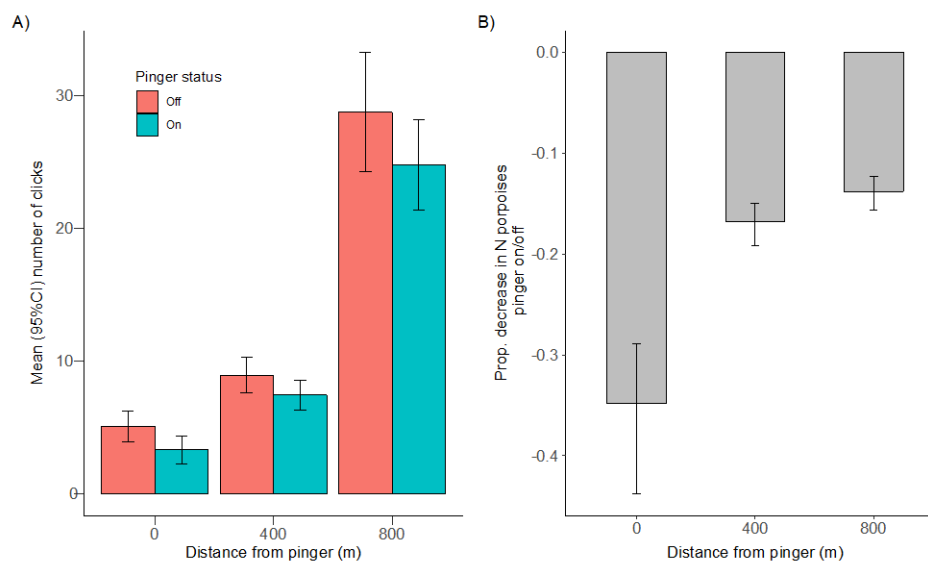 A)
Pinger status
Off
On
30
20
10
0
Mean (95%CI) number of clicks
0 400 800
Distance from pinger (m)
B)
0.0
-0.1
-0.2
-0.3
-0.4
Prop. decrease in N porpoises
pinger on/off
0 400 800
Distance from pinger (m)